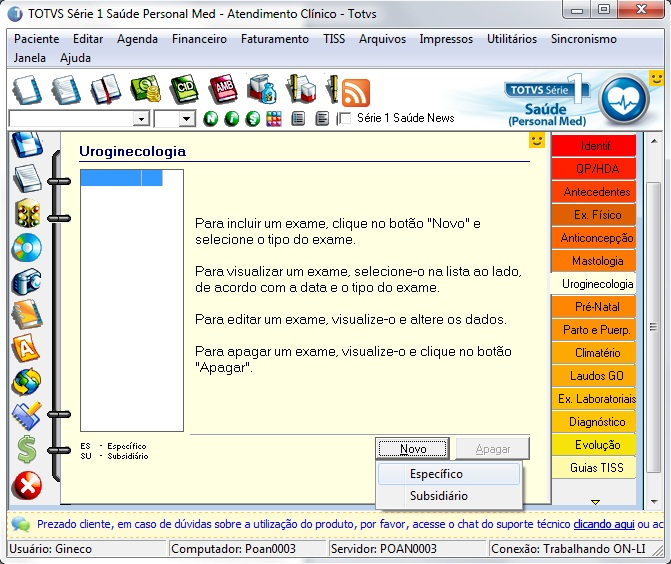 TOTVS Série 1 Saúde Personal Med - Atendimento Clínico - Totvs
Paciente Editar Agenda Financeiro Faturamento TISS Arquivos Impressos Utilitários Sincronismo
Janela Ajuda
CID
AMB
TOTVS Série 1
Saúde
(Personal Med)
N I S
Série 1 Saúde News
Uroginecologia
Para incluir um exame, clique no botão "Novo" e
selecione o tipo do exame.
Para visualizar um exame, selecione-o na lista ao lado,
de acordo com a data e o tipo do exame.
Para editar um exame, visualize-o e altere os dados.
Para apagar um exame, visualize-o e clique no botão
"Apagar".
ES - Específico
SU - Subsidiário
Novo
Apagar
Específico
Subsidiário
Identif.
QP/HDA
Antecedentes
Ex. Físico
Anticoncepção
Mastologia
Uroginecologia
Pré-Natal
Parto e Puerp.
Climatério
Laudos GO
Ex. Laboratoriais
Diagnóstico
Evolução
Guias TISS
Prezado cliente, em caso de dúvidas sobre a utilização do produto, por favor, acesse o chat do suporte técnico clicando aqui ou ac
Usuário: Gineco Computador: Poan0003 Servidor: POAN0003 Conexão: Trabalhando ON-LI